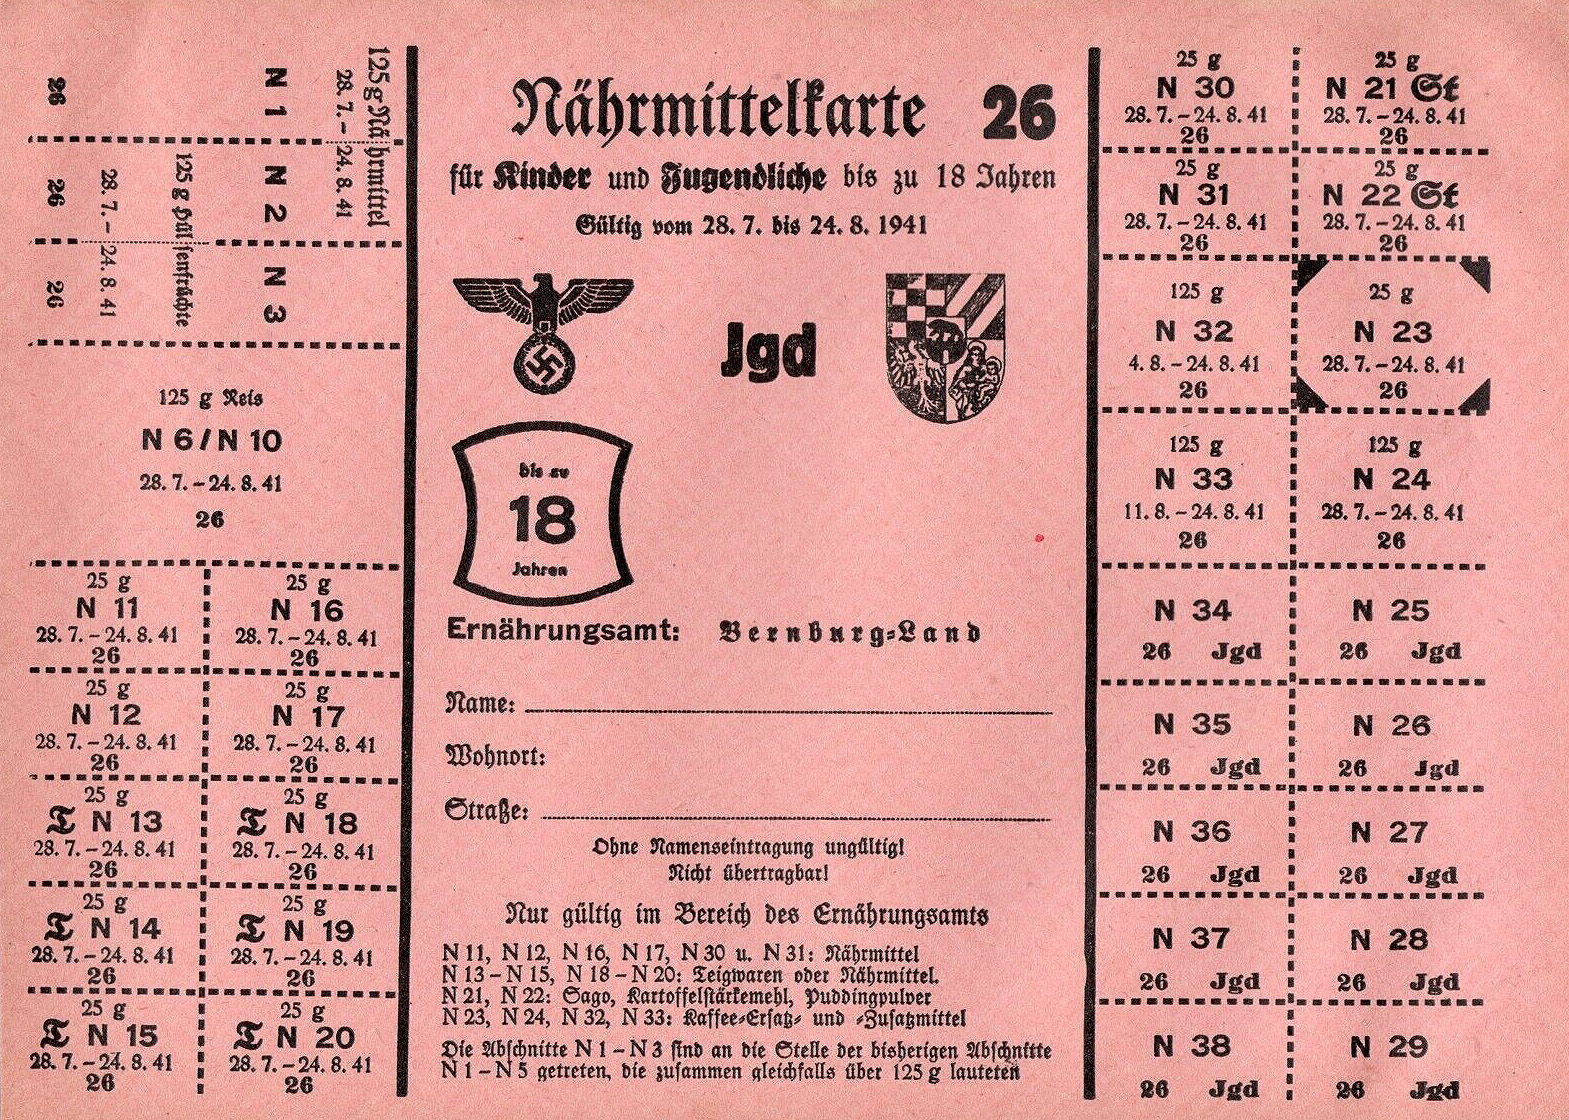 26
N 1
125 g Nährmittel
28. 7. – 24. 8. 41
26
N 2
125 g Hülsenfrüchte
28. 7. – 24. 8. 41
26
N 3
125 g Reis
N 6 / N 10
28. 7. – 24. 8. 41
26
25 g
N 11
28. 7. – 24. 8. 41
26
25 g
N 16
28. 7. – 24. 8. 41
26
25 g
N 12
28. 7. – 24. 8. 41
26
25 g
N 17
28. 7. – 24. 8. 41
26
25 g
T N 13
28. 7. – 24. 8. 41
26
25 g
T N 18
28. 7. – 24. 8. 41
26
25 g
T N 14
28. 7. – 24. 8. 41
26
25 g
T N 19
28. 7. – 24. 8. 41
26
25 g
T N 15
28. 7. – 24. 8. 41
26
25 g
T N 20
28. 7. – 24. 8. 41
26
Nährmittelkarte 26
für Kinder und Jugendliche bis zu 18 Jahren
Gültig vom 28. 7. bis 24. 8. 1941
Jgd
bis zu
18
Jahren
Ernährungsamt: Bernburg-Land
Name:
Wohnort:
Straße:
Ohne Namenseintragung ungültig!
Nicht übertragbar!
Nur gültig im Bereich des Ernährungsamts
N 11, N 12, N 16, N 17, N 30 u. N 31: Nährmittel
N 13 – N 15, N 18 – N 20: Teigwaren oder Nährmittel.
N 21, N 22: Sago, Kartoffelstärkemehl, Puddingpulver
N 23, N 24, N 32, N 33: Kaffee-Ersatz- und -Zusatzmittel
Die Abschnitte N 1 – N 3 sind an die Stelle der bisherigen Abschnitte
N 1 – N 5 getreten, die zusammen gleichfalls über 125 g lauteten
25 g
N 30
28. 7. – 24. 8. 41
26
25 g
N 21 St
28. 7. – 24. 8. 41
26
25 g
N 31
28. 7. – 24. 8. 41
26
25 g
N 22 St
28. 7. – 24. 8. 41
26
125 g
N 32
4. 8. – 24. 8. 41
26
25 g
N 23
28. 7. – 24. 8. 41
26
125 g
N 33
11. 8. – 24. 8. 41
26
125 g
N 24
28. 7. – 24. 8. 41
26
N 34
26 Jgd
N 25
26 Jgd
N 35
26 Jgd
N 26
26 Jgd
N 36
26 Jgd
N 27
26 Jgd
N 37
26 Jgd
N 28
26 Jgd
N 38
26 Jgd
N 29
26 Jgd